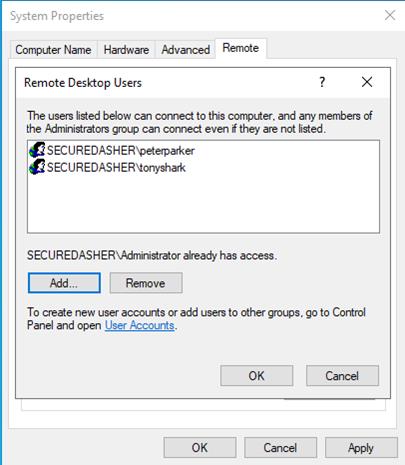 System Properties
Computer Name Hardware Advanced Remote
Remote Desktop Users ?
The users listed below can connect to this computer, and any members of
the Administrators group can connect even if they are not listed.
SECUREDASHER\peterparker
SECUREDASHER\tonyshark
SECUREDASHER\Administrator already has access.
Add... Remove
To create new user accounts or add users to other groups, go to Control
Panel and open User Accounts.
OK Cancel
OK Cancel Apply